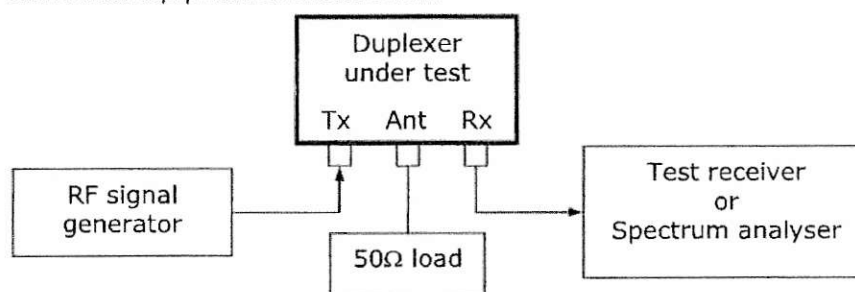 Duplexer
under test
Tx Ant Rx
RF signal
generator
Test receiver
or
Spectrum analyser
50Ω load